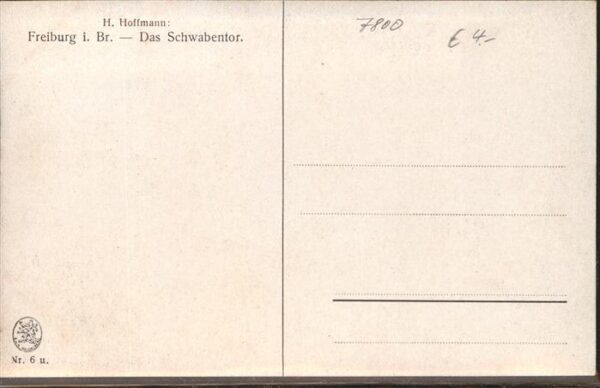 H. Hoffmann:
Freiburg i. Br. — Das Schwabentor.
7800
€ 4.-
Nr. 6 u.